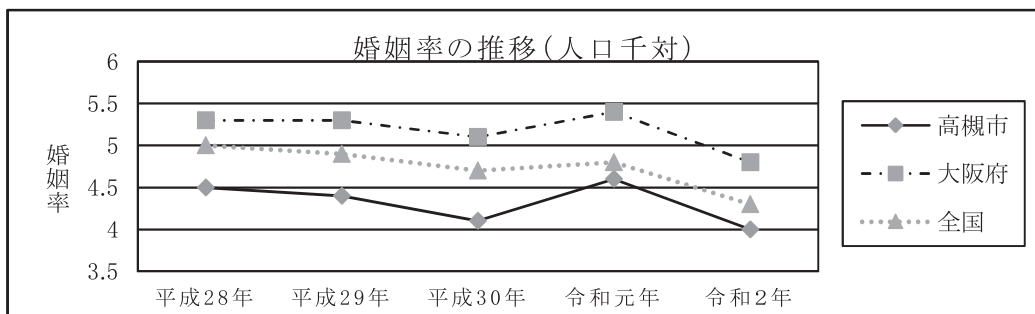 婚姻率の推移(人口千対)
6
5.5
5
4.5
4
3.5
婚姻率
平成28年 平成29年 平成30年 令和元年 令和2年
高槻市
大阪府
全国